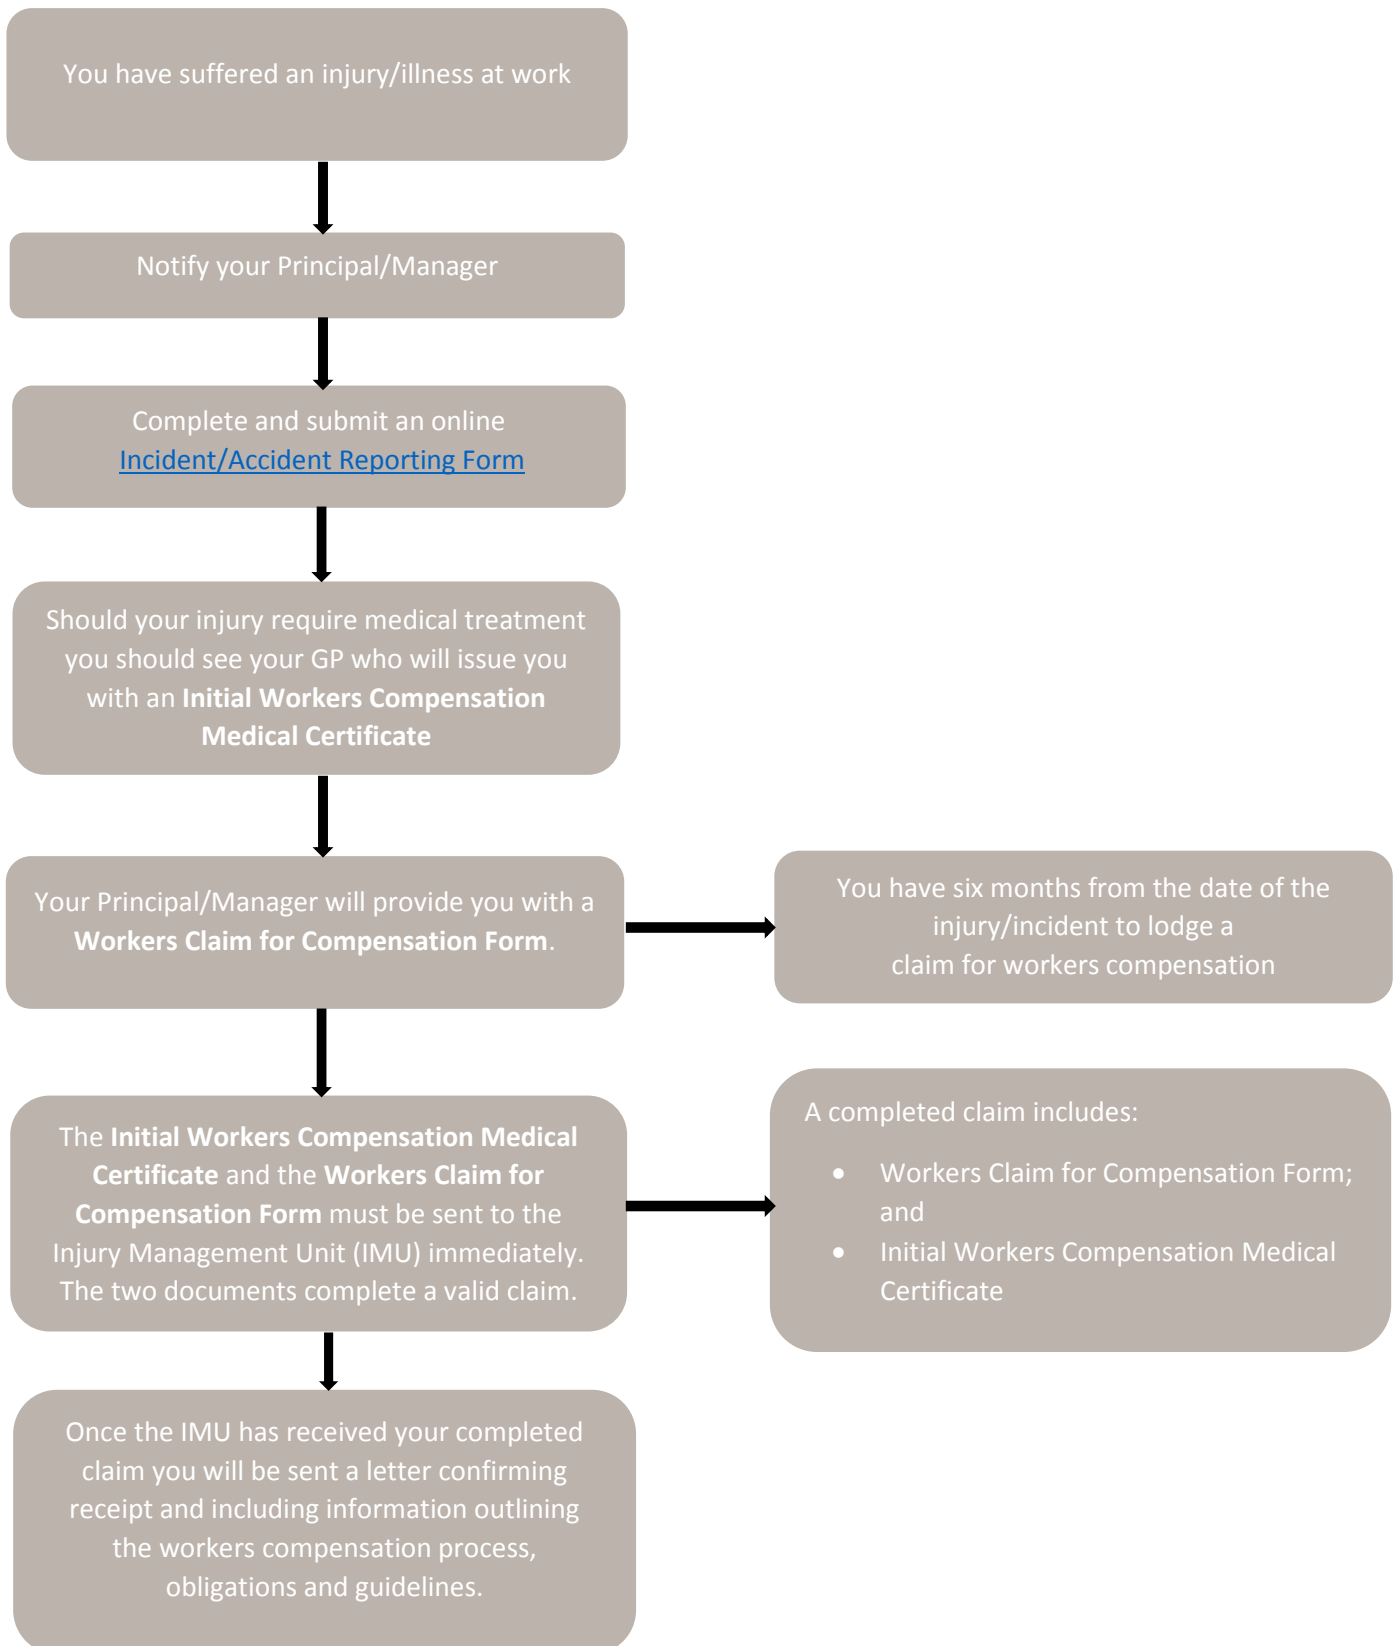 You have suffered an injury/illness at work
Notify your Principal/Manager
Complete and submit an online
Incident/Accident Reporting Form
Should your injury require medical treatment
you should see your GP who will issue you
with an Initial Workers Compensation
Medical Certificate
Your Principal/Manager will provide you with a
Workers Claim for Compensation Form.
You have six months from the date of the
injury/incident to lodge a
claim for workers compensation
The Initial Workers Compensation Medical
Certificate and the Workers Claim for
Compensation Form must be sent to the
Injury Management Unit (IMU) immediately.
The two documents complete a valid claim.
A completed claim includes:
• Workers Claim for Compensation Form;
and
• Initial Workers Compensation Medical
Certificate
Once the IMU has received your completed
claim you will be sent a letter confirming
receipt and including information outlining
the workers compensation process,
obligations and guidelines.